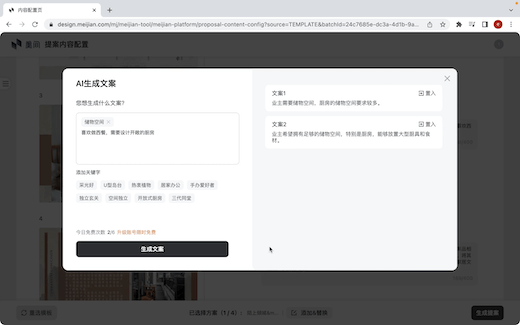 内容配置页
design.meijian.com/mj/meijian-tool/meijian-platform/proposal-content-config?source=TEMPLATE&batchId=24c7685e-dc3a-4d1b-9a...
提案内容配置
AI生成文案
您想生成什么文案?
储物空间
喜欢做西餐，需要设计开敞的厨房
添加关键字
采光好
U型岛台
热爱植物
居家办公
手办爱好者
独立玄关
空间独立
开放式厨房
三代同堂
今日免费次数 2/8 升级账号限时免费
生成文案
文案1
置入
业主需要储物空间，厨房的储物空间要求较多。
文案2
置入
业主希望拥有足够的储物空间，特别是厨房，能够放置大型厨具和食材。
4
重选模板
已选择方案（1/4）
添加&替换
生成提案